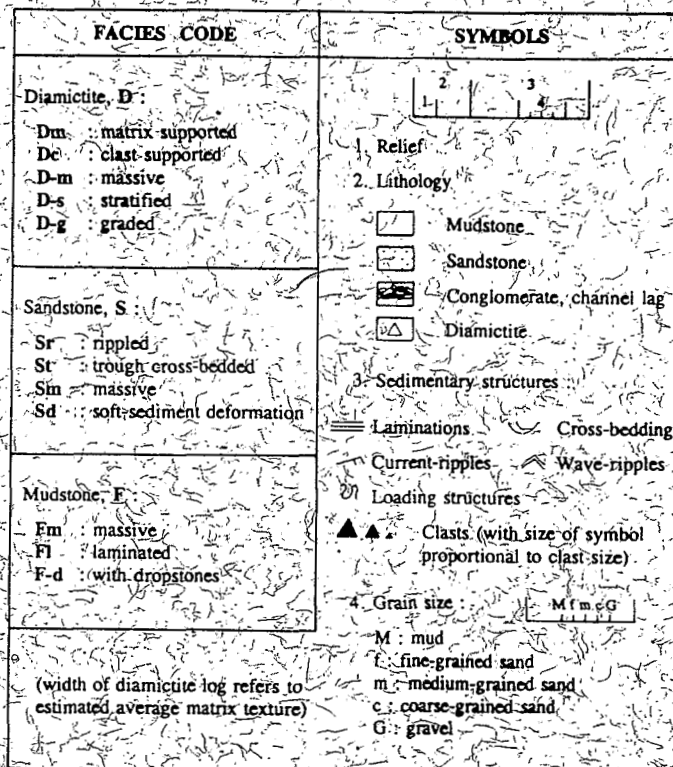 FACIES CODE
Diamictite, D :
Dm : matrix supported
Dc : clast-supported
D-m : massive
D-s : stratified
D-g : graded
Sandstone, S :
Sr : rippled
St : trough cross-bedded
Sm : massive
Sd : soft-sediment deformation
Mudstone, F :
Fm : massive
Fl : laminated
F-d : with dropstones
(width of diamictite log refers to
estimated average matrix texture)
SYMBOLS
2 3
1 4
1. Relief
2. Lithology
Mudstone
Sandstone
Conglomerate, channel lag
Diamictite
3. Sedimentary structures :
Laminations Cross-bedding
Current-ripples Wave-ripples
Loading structures
Clasts (with size of symbol
proportional to clast size)
4. Grain size : M f m c G
M : mud
f : fine-grained sand
m : medium-grained sand
c : coarse-grained sand
G : gravel